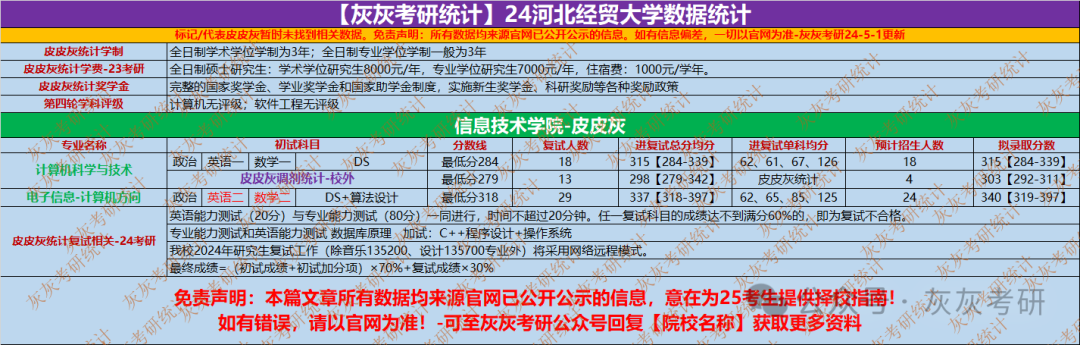 【灰灰考研统计】24河北经贸大学数据统计
标记/代表皮皮灰暂时未找到相关数据。免责声明：所有数据均来源官网已公开公示的信息。如有信息偏差，一切以官网为准-灰灰考研24-5-1更新
皮皮灰统计学制 全日制学术学位学制为3年；全日制专业学位学制一般为3年
皮皮灰统计学费-23考研 全日制硕士研究生：学术学位研究生8000元/年，专业学位研究生7000元/年，住宿费：1000元/学年。
皮皮灰统计奖学金 完整的国家奖学金、学业奖学金和国家助学金制度，实施新生奖学金、科研奖励等各种奖励政策
第四轮学科评级 计算机无评级；软件工程无评级
信息技术学院-皮皮灰
专业名称 初试科目 分数线 复试人数 进复试总分均分 进复试单科均分 预计招生人数 拟录取分数
计算机科学与技术 政治 英语一 数学一 DS 最低分284 18 315【284-339】 62、61、67、126 18 315【284-339】
皮皮灰调剂统计-校外 最低分279 13 298【279-342】 皮皮灰统计 4 303【292-311】
电子信息-计算机方向 政治 英语二 数学二 DS+算法设计 最低分318 29 337【318-397】 62、65、85、125 24 340【319-397】
皮皮灰统计复试相关-24考研 英语能力测试（20分）与专业能力测试（80分）一同进行，时间不超过20分钟。任一复试科目的成绩达不到满分60%的，即为复试不合格。
专业能力测试和英语能力测试 数据库原理 加试：C++程序设计+操作系统
我校2024年研究生复试工作（除音乐135200、设计135700专业外）将采用网络远程模式。
最终成绩=（初试成绩+初试加分项）×70%+复试成绩×30%
免责声明：本篇文章所有数据均来源官网已公开公示的信息，意在为25考生提供择校指南！
如有错误，请以官网为准！-可至灰灰考研公众号回复【院校名称】获取更多资料
公众号·灰灰考研